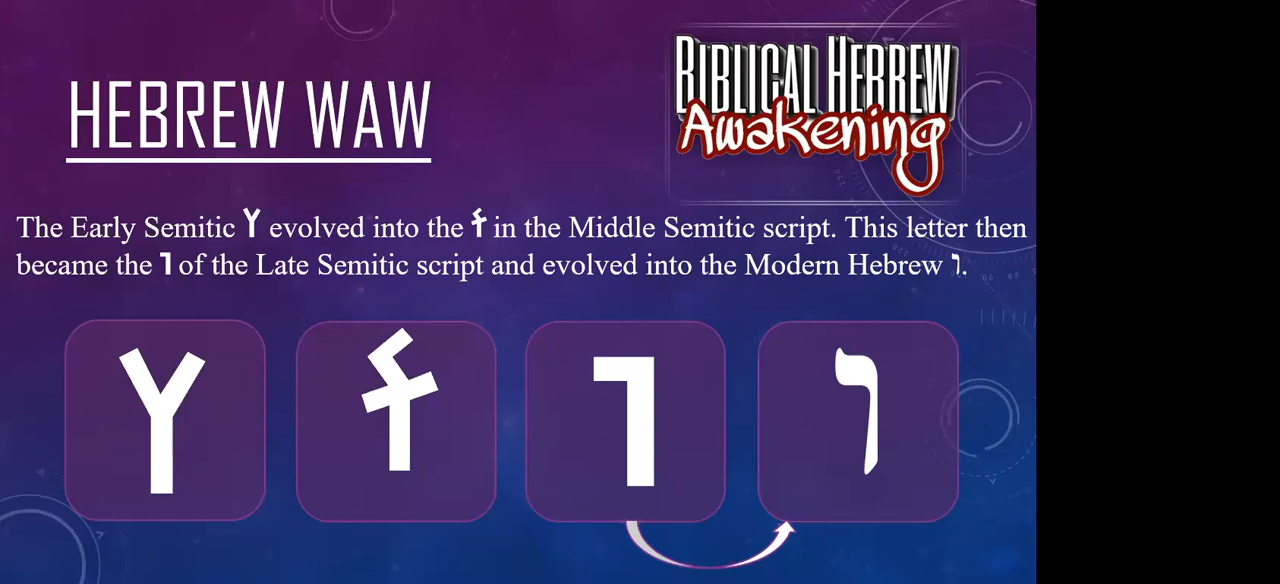 BIBLICAL HEBREW
Awakening
HEBREW WAW
The Early Semitic Y evolved into the 𐤅 in the Middle Semitic script. This letter then
became the ו of the Late Semitic script and evolved into the Modern Hebrew ו.
Y 𐤅 ו ו